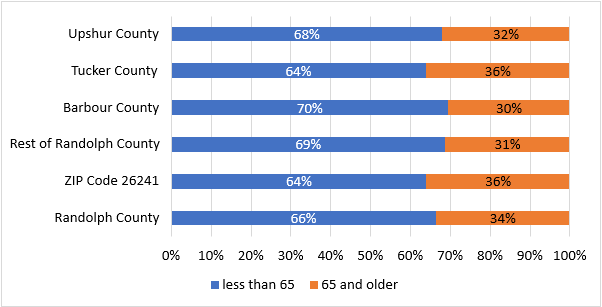 Upshur County 68% 32%
Tucker County 64% 36%
Barbour County 70% 30%
Rest of Randolph County 69% 31%
ZIP Code 26241 64% 36%
Randolph County 66% 34%
0% 10% 20% 30% 40% 50% 60% 70% 80% 90% 100%
less than 65 65 and older